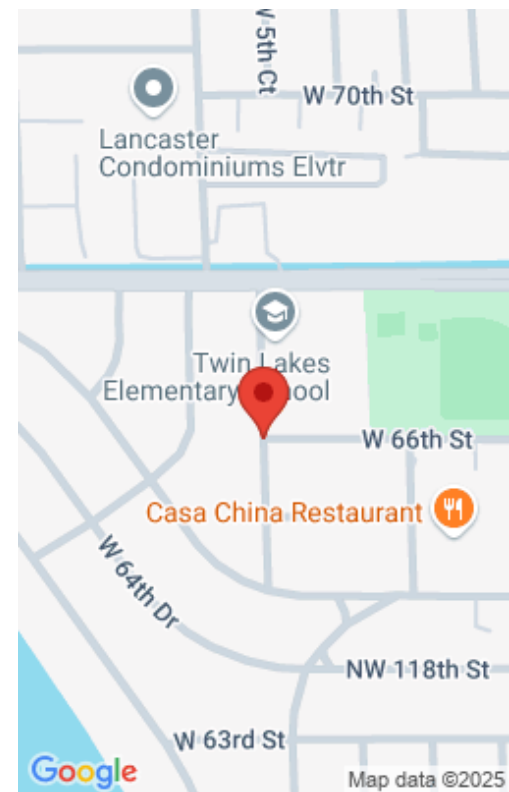 W 5th Ct
W 70th St
Lancaster
Condominiums Elvtr
Twin Lakes
Elementary School
W 66th St
Casa China Restaurant
W 64th Dr
NW 118th St
W 63rd St
Google
Map data ©2025